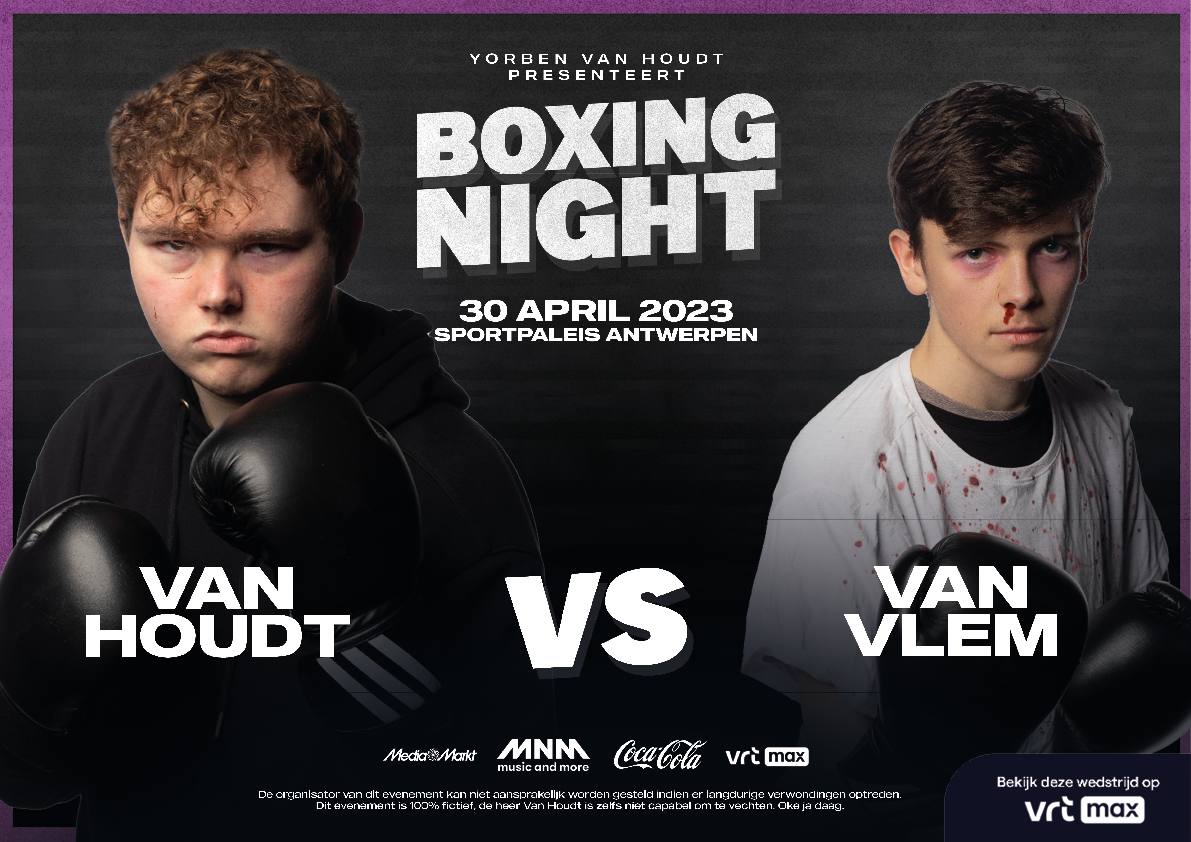 YORBEN VAN HOUDT
PRESENTEERT
BOXING
NIGHT
30 APRIL 2023
SPORTPALEIS ANTWERPEN
VAN
HOUDT
VS
VAN
VLEM
MediaMarkt
MNM
music and more
Coca-Cola
vrt max
De organisator van dit evenement kan niet aansprakelijk worden gesteld indien er langdurige verwondingen optreden.
Dit evenement is 100% fictief, de heer Van Houdt is zelfs niet capabel om te vechten. Oke ja daag.
Bekijk deze wedstrijd op
vrt max